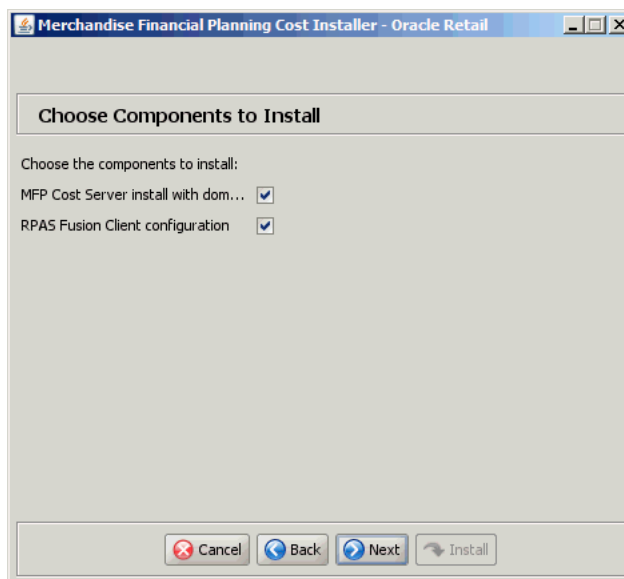 Merchandise Financial Planning Cost Installer - Oracle Retail
Choose Components to Install
Choose the components to install:
MFP Cost Server install with dom...
RPAS Fusion Client configuration
Cancel Back Next Install